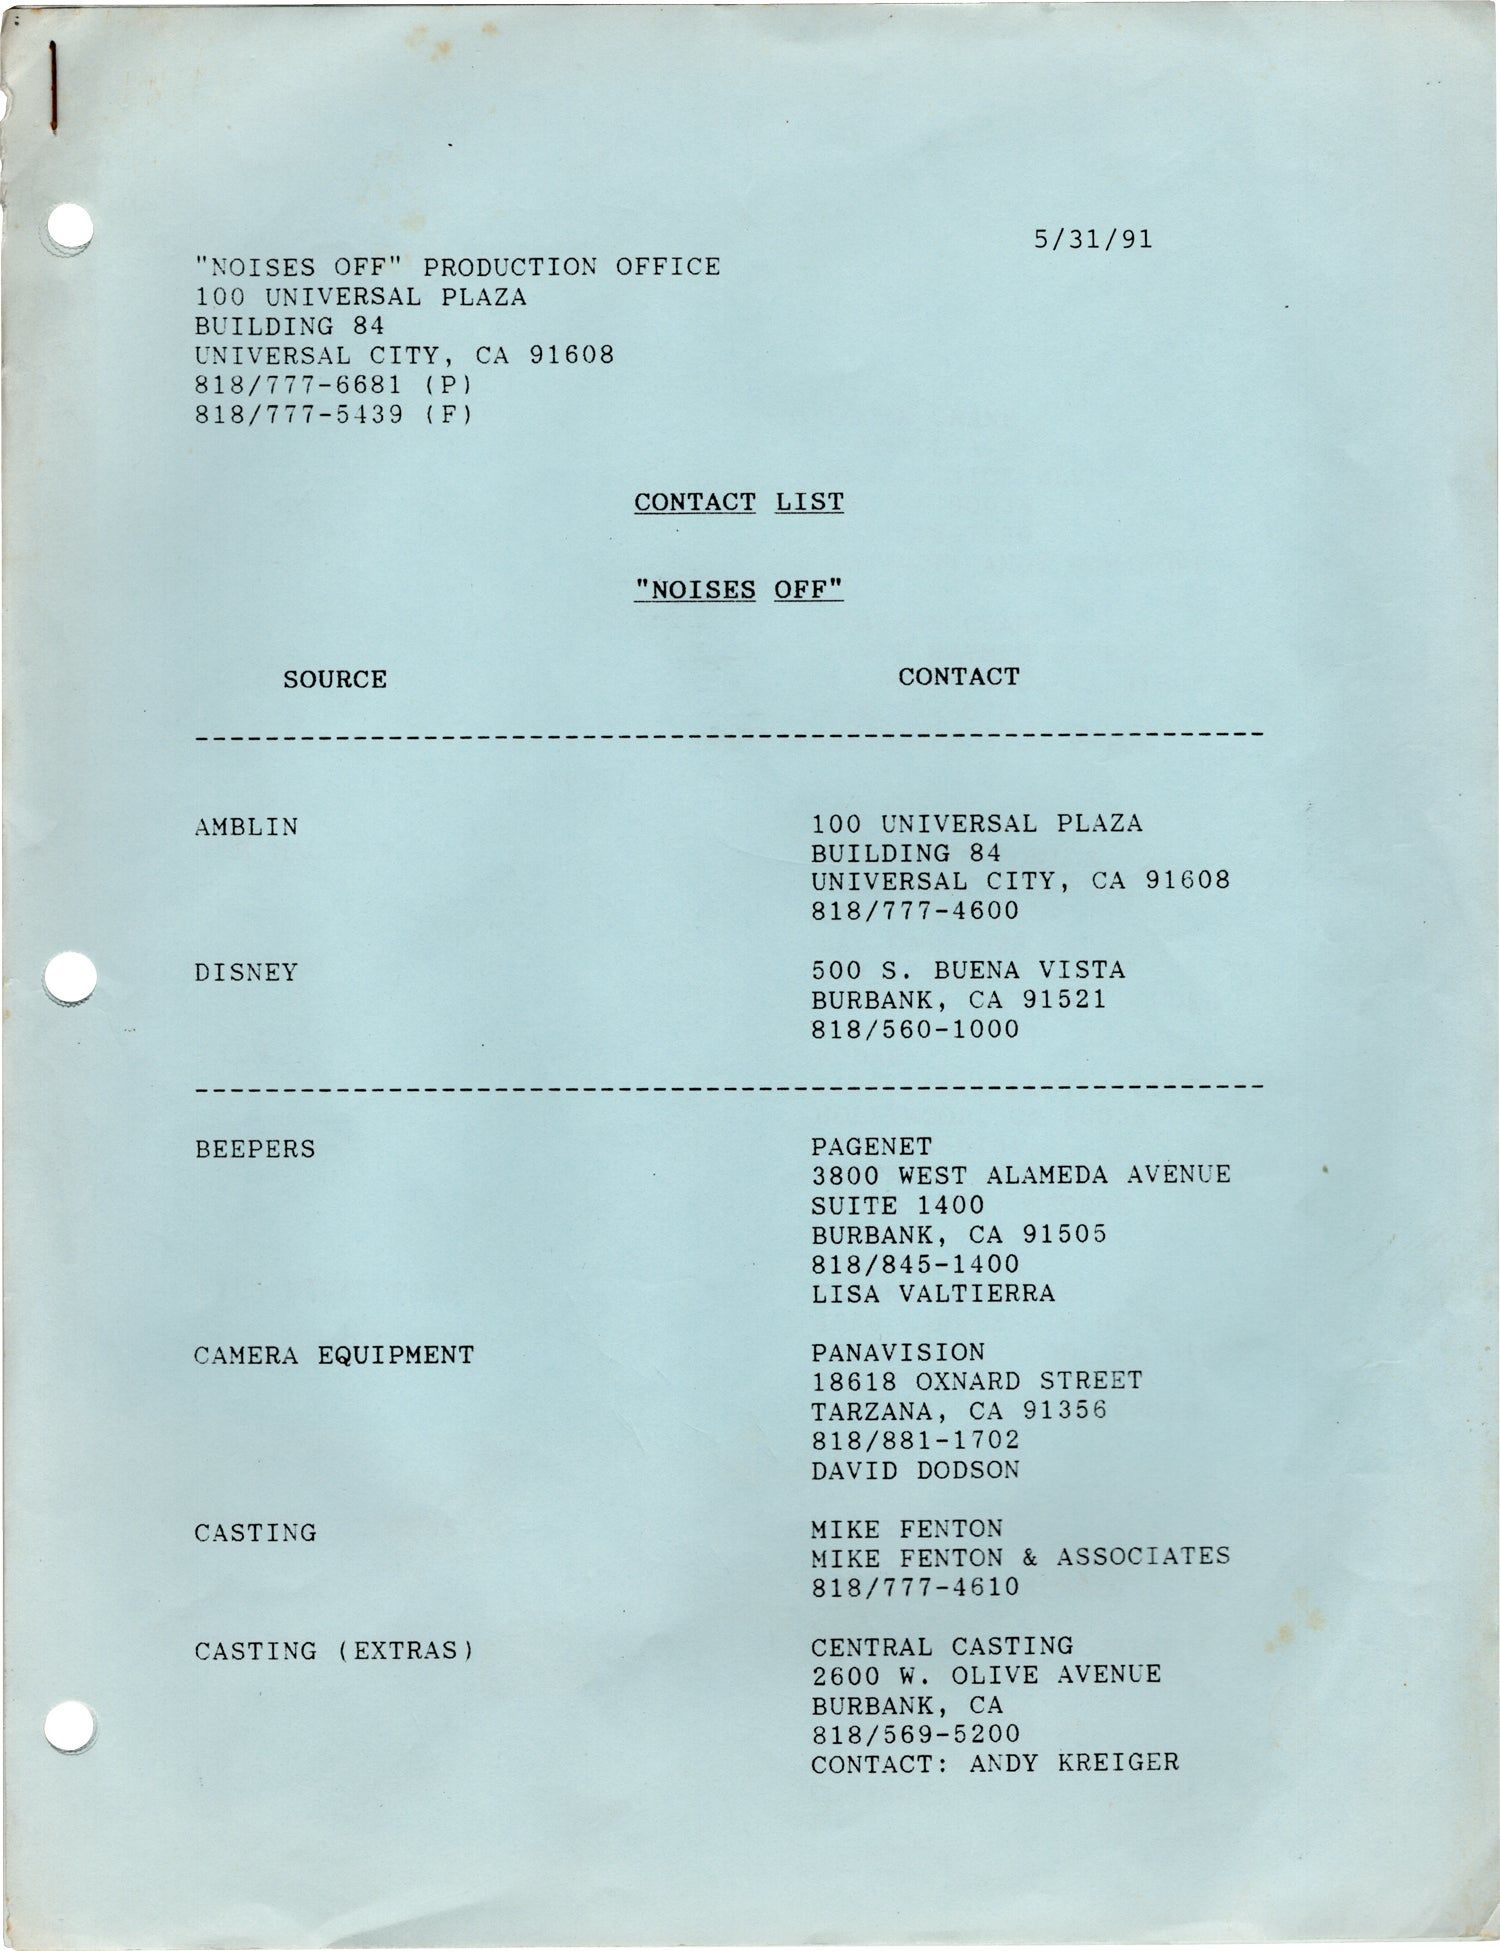 5/31/91
"NOISES OFF" PRODUCTION OFFICE
100 UNIVERSAL PLAZA
BUILDING 84
UNIVERSAL CITY, CA 91608
818/777-6681 (P)
818/777-5439 (F)
CONTACT LIST
"NOISES OFF"
SOURCE CONTACT
-------------------------------------------------------------
AMBLIN 100 UNIVERSAL PLAZA
BUILDING 84
UNIVERSAL CITY, CA 91608
818/777-4600
DISNEY 500 S. BUENA VISTA
BURBANK, CA 91521
818/560-1000
-------------------------------------------------------------
BEEPERS PAGENET
3800 WEST ALAMEDA AVENUE
SUITE 1400
BURBANK, CA 91505
818/845-1400
LISA VALTIERRA
CAMERA EQUIPMENT PANAVISION
18618 OXNARD STREET
TARZANA, CA 91356
818/881-1702
DAVID DODSON
CASTING MIKE FENTON
MIKE FENTON & ASSOCIATES
818/777-4610
CASTING (EXTRAS) CENTRAL CASTING
2600 W. OLIVE AVENUE
BURBANK, CA
818/569-5200
CONTACT: ANDY KREIGER